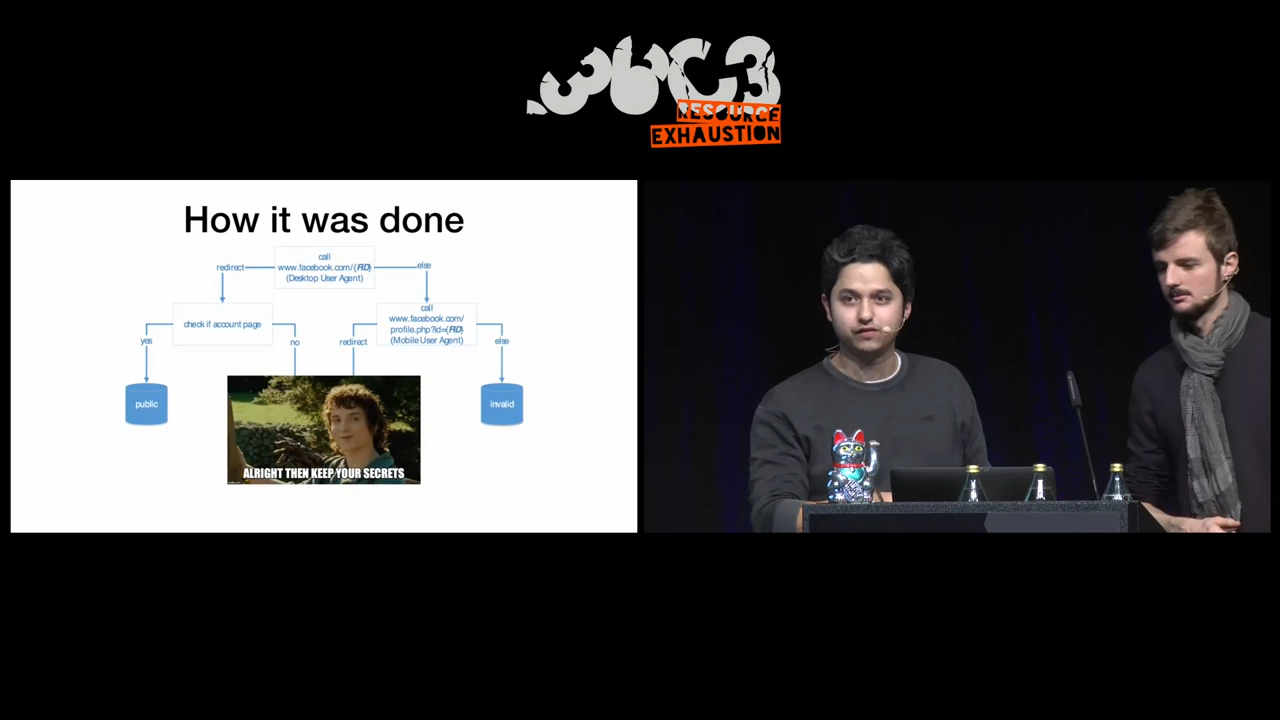 36C3
RESOURCE
EXHAUSTION
How it was done
call
www.facebook.com/{FID}
(Desktop User Agent)
redirect
else
check if account page
call
www.facebook.com/
profile.php?id={FID}
(Mobile User Agent)
yes
no
redirect
else
public
invalid
ALRIGHT THEN KEEP YOUR SECRETS